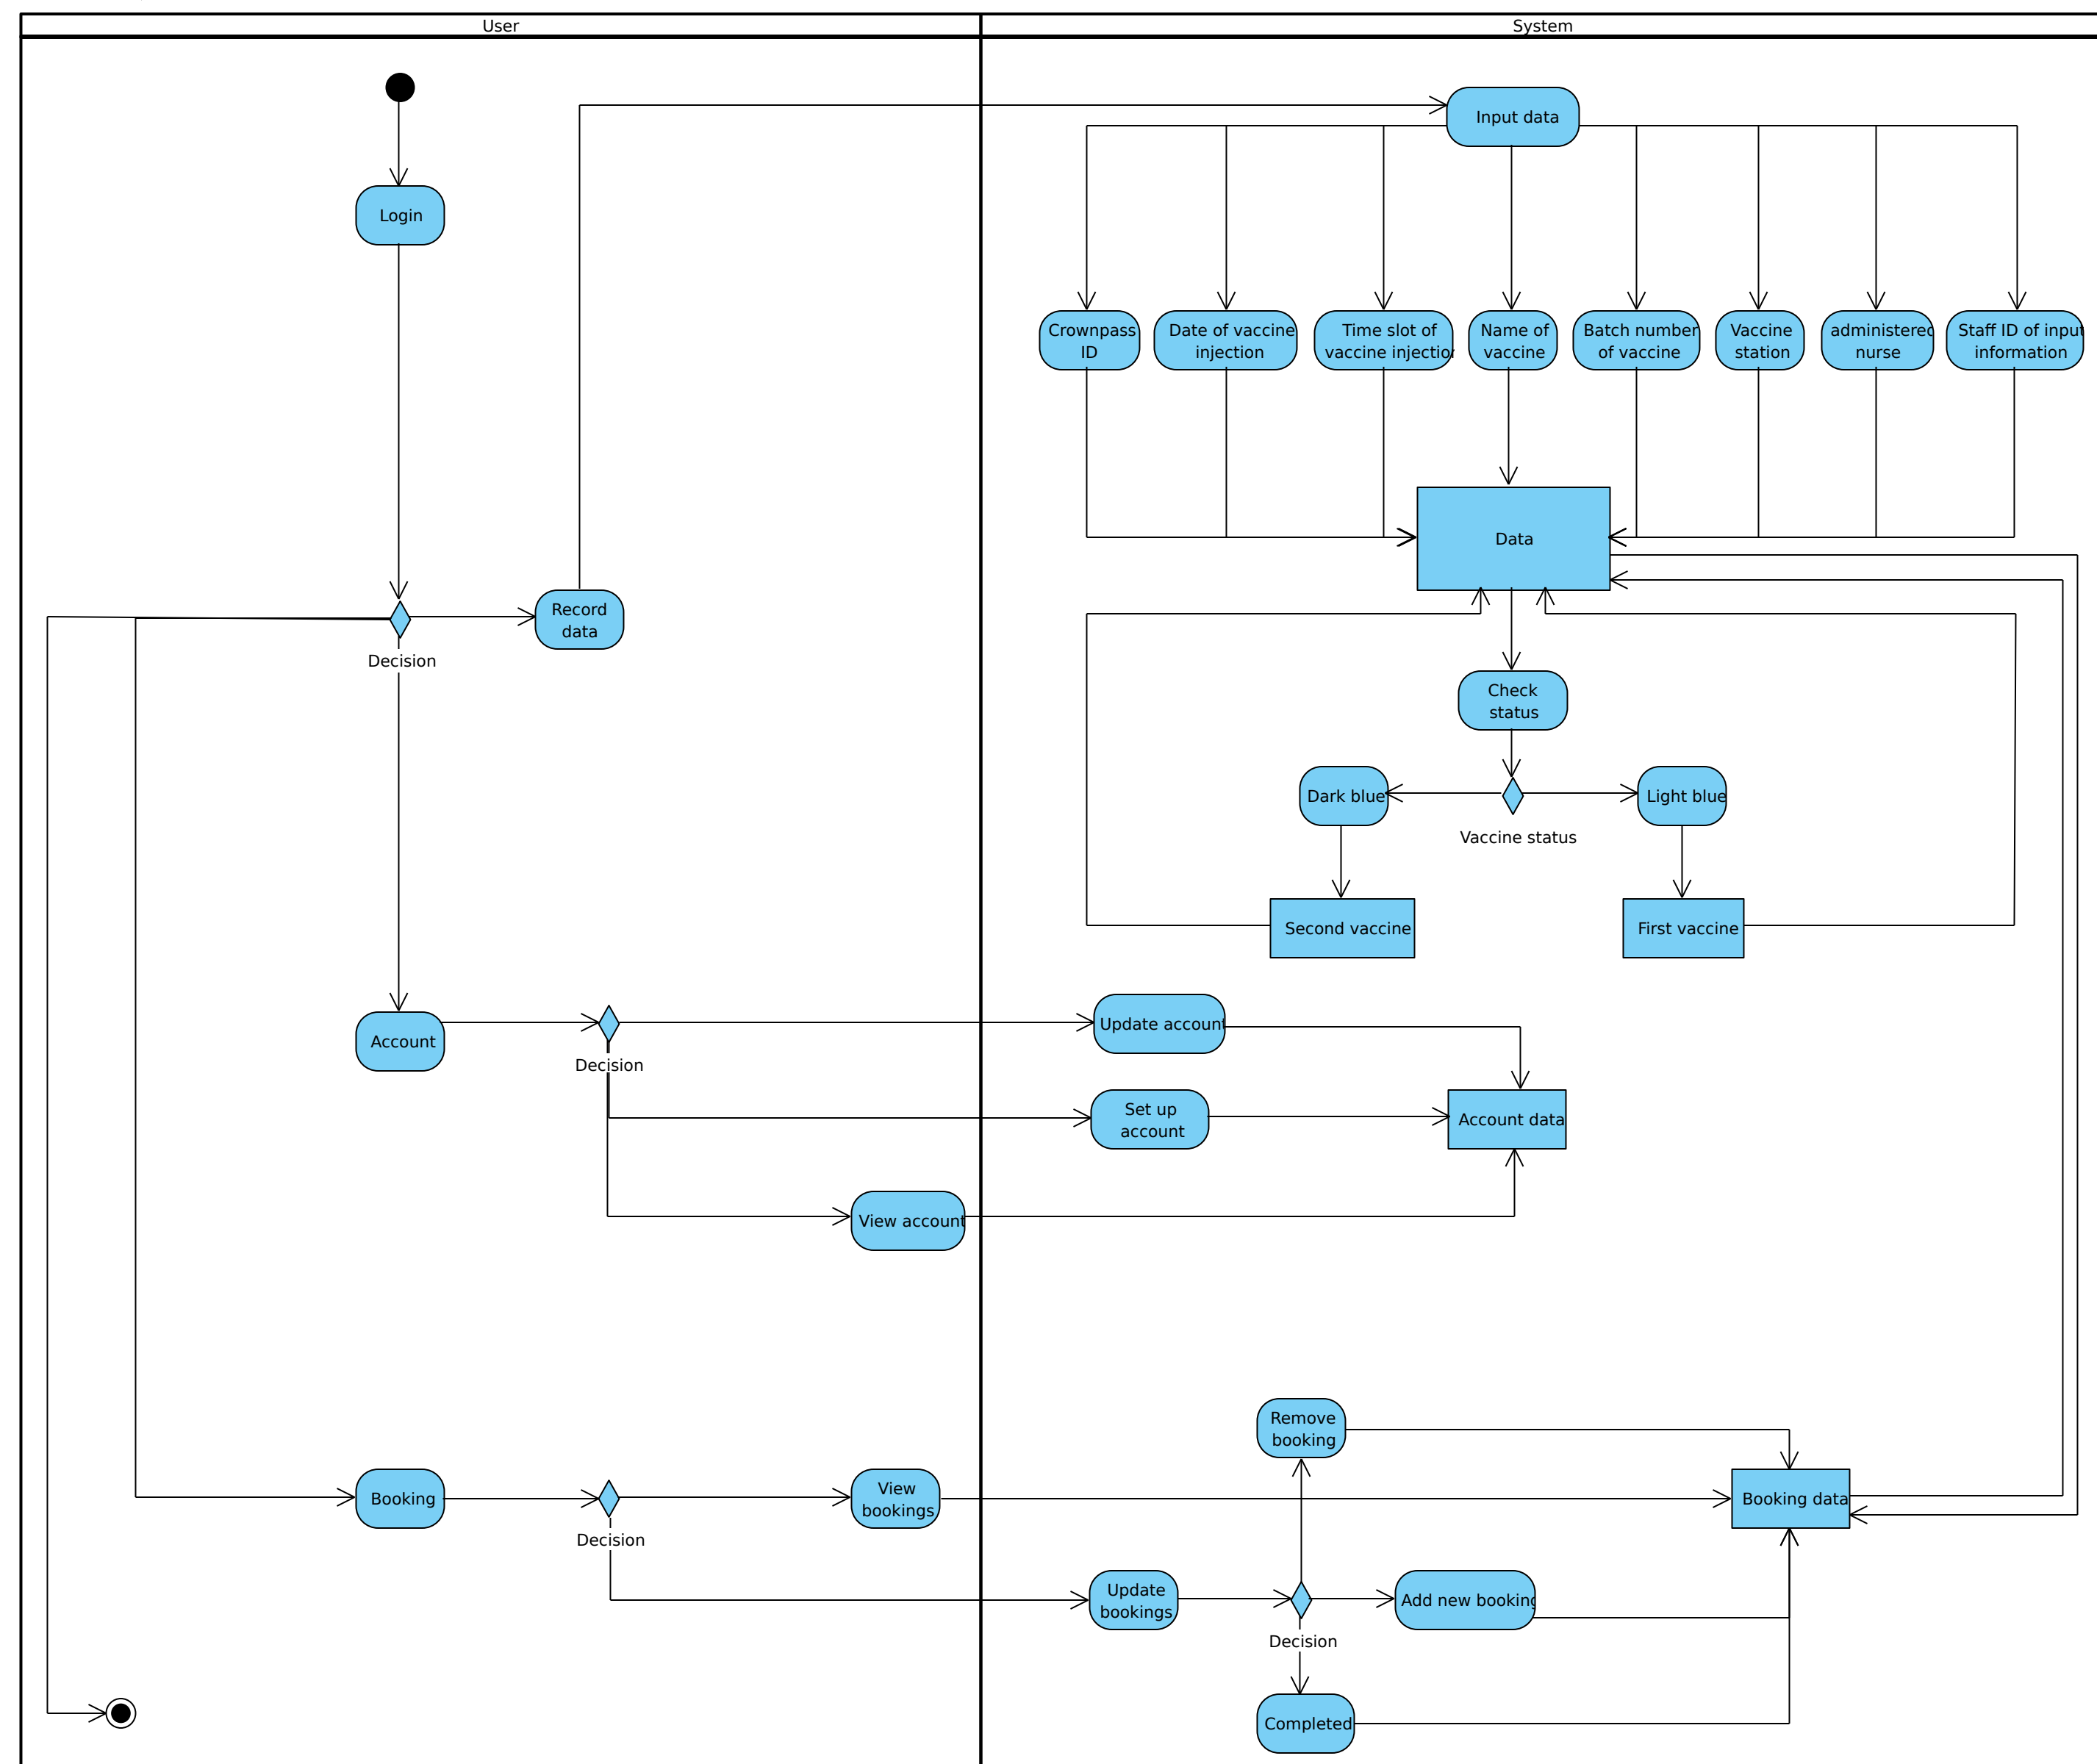 User
System
Input data
Login
Crownpass
ID
Date of vaccine
injection
Time slot of
vaccine injection
Name of
vaccine
Batch number
of vaccine
Vaccine
station
administered
nurse
Staff ID of input
information
Data
Record
data
Decision
Check
status
Dark blue
Light blue
Vaccine status
Second vaccine
First vaccine
Account
Decision
Update account
Set up
account
Account data
View account
Remove
booking
Booking
Decision
View
bookings
Booking data
Update
bookings
Add new booking
Decision
Completed